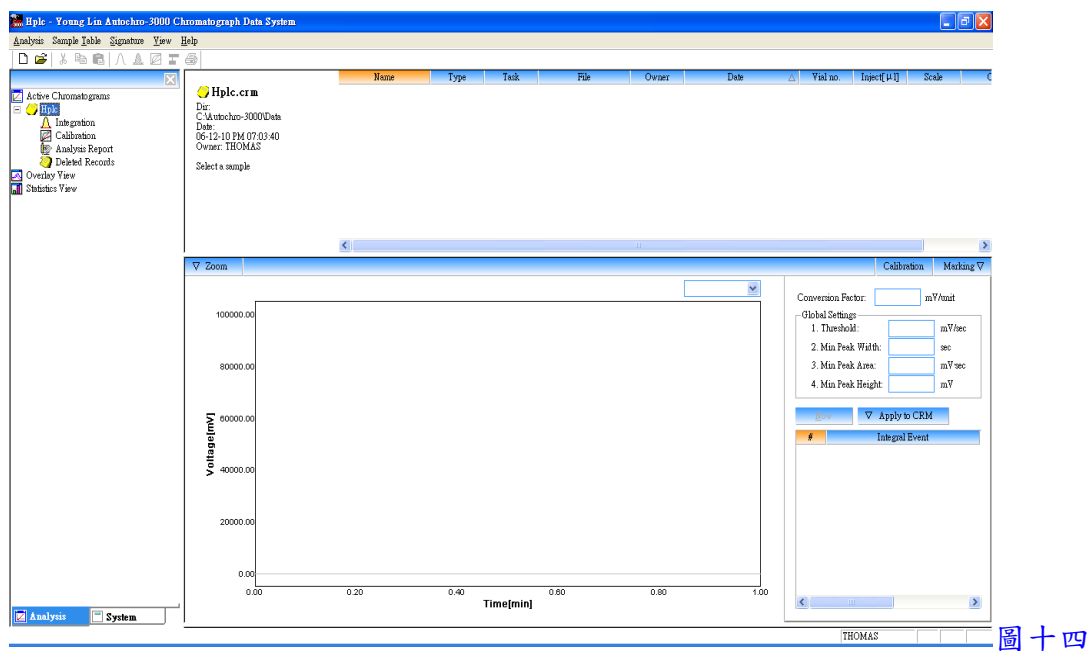 Hplc - Young Lin Autochro-3000 Chromatograph Data System
Analysis Sample Table Signature View Help
Active Chromatograms
Hplc
Integration
Calibration
Analysis Report
Deleted Records
Overlay View
Statistics View
Analysis System
Hplc.crm
Dir:
C:\Autochro-3000\Data
Date:
06-12-10 PM 07:03:40
Owner: THOMAS
Select a sample
Name Type Task File Owner Date Vial no. Inject[μl] Scale
Zoom Calibration Marking
100000.00
80000.00
60000.00
40000.00
20000.00
0.00
Voltage[mV]
0.00 0.20 0.40 0.60 0.80 1.00
Time[min]
Conversion Factor: mV/unit
Global Settings
1. Threshold: mV/sec
2. Min Peak Width: sec
3. Min Peak Area: mV·sec
4. Min Peak Height: mV
Apply to CRM
# Integral Event
THOMAS
圖十四